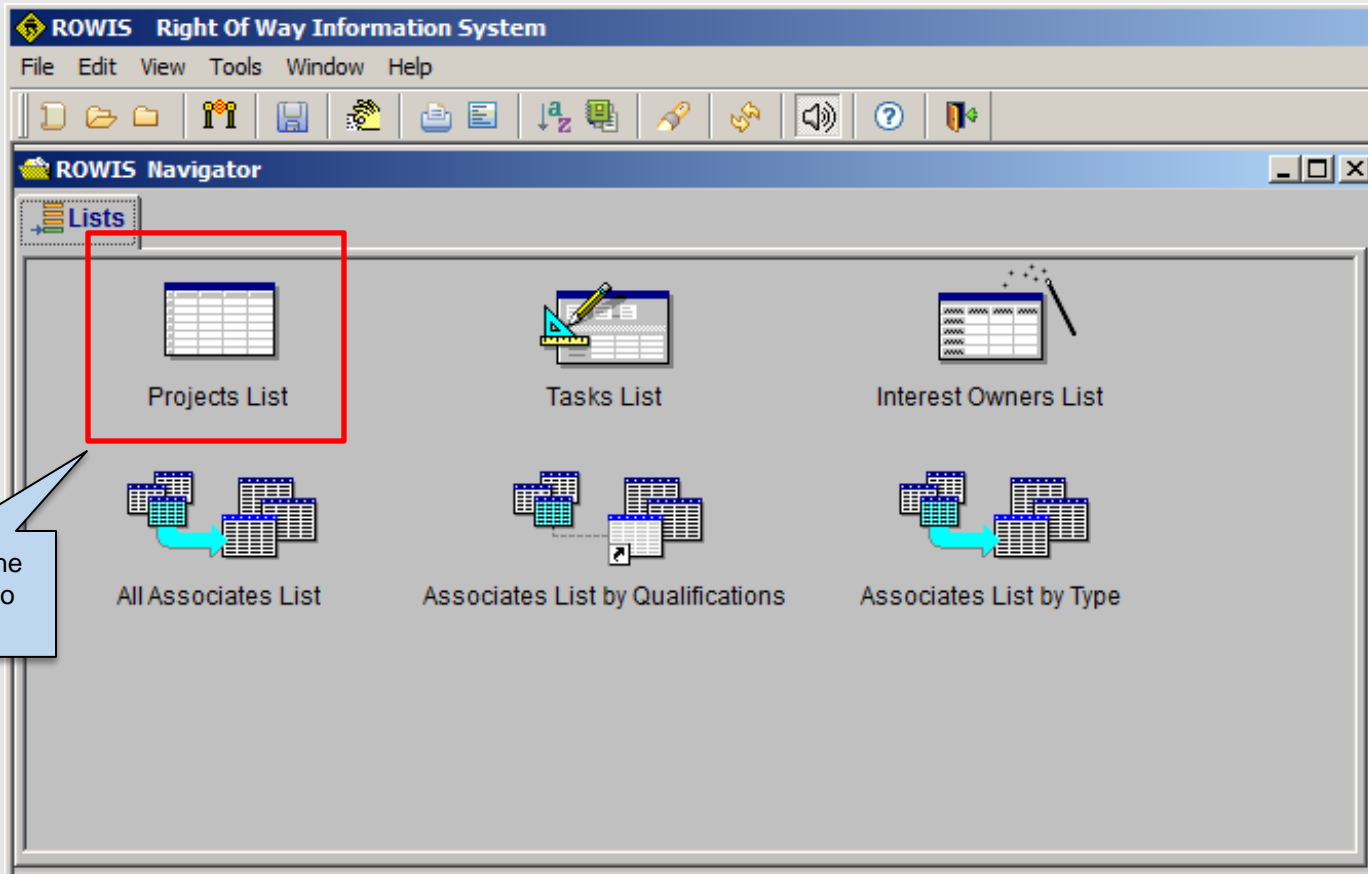 ROWIS Right Of Way Information System
File Edit View Tools Window Help
ROWIS Navigator
Lists
Projects List
Tasks List
Interest Owners List
All Associates List
Associates List by Qualifications
Associates List by Type